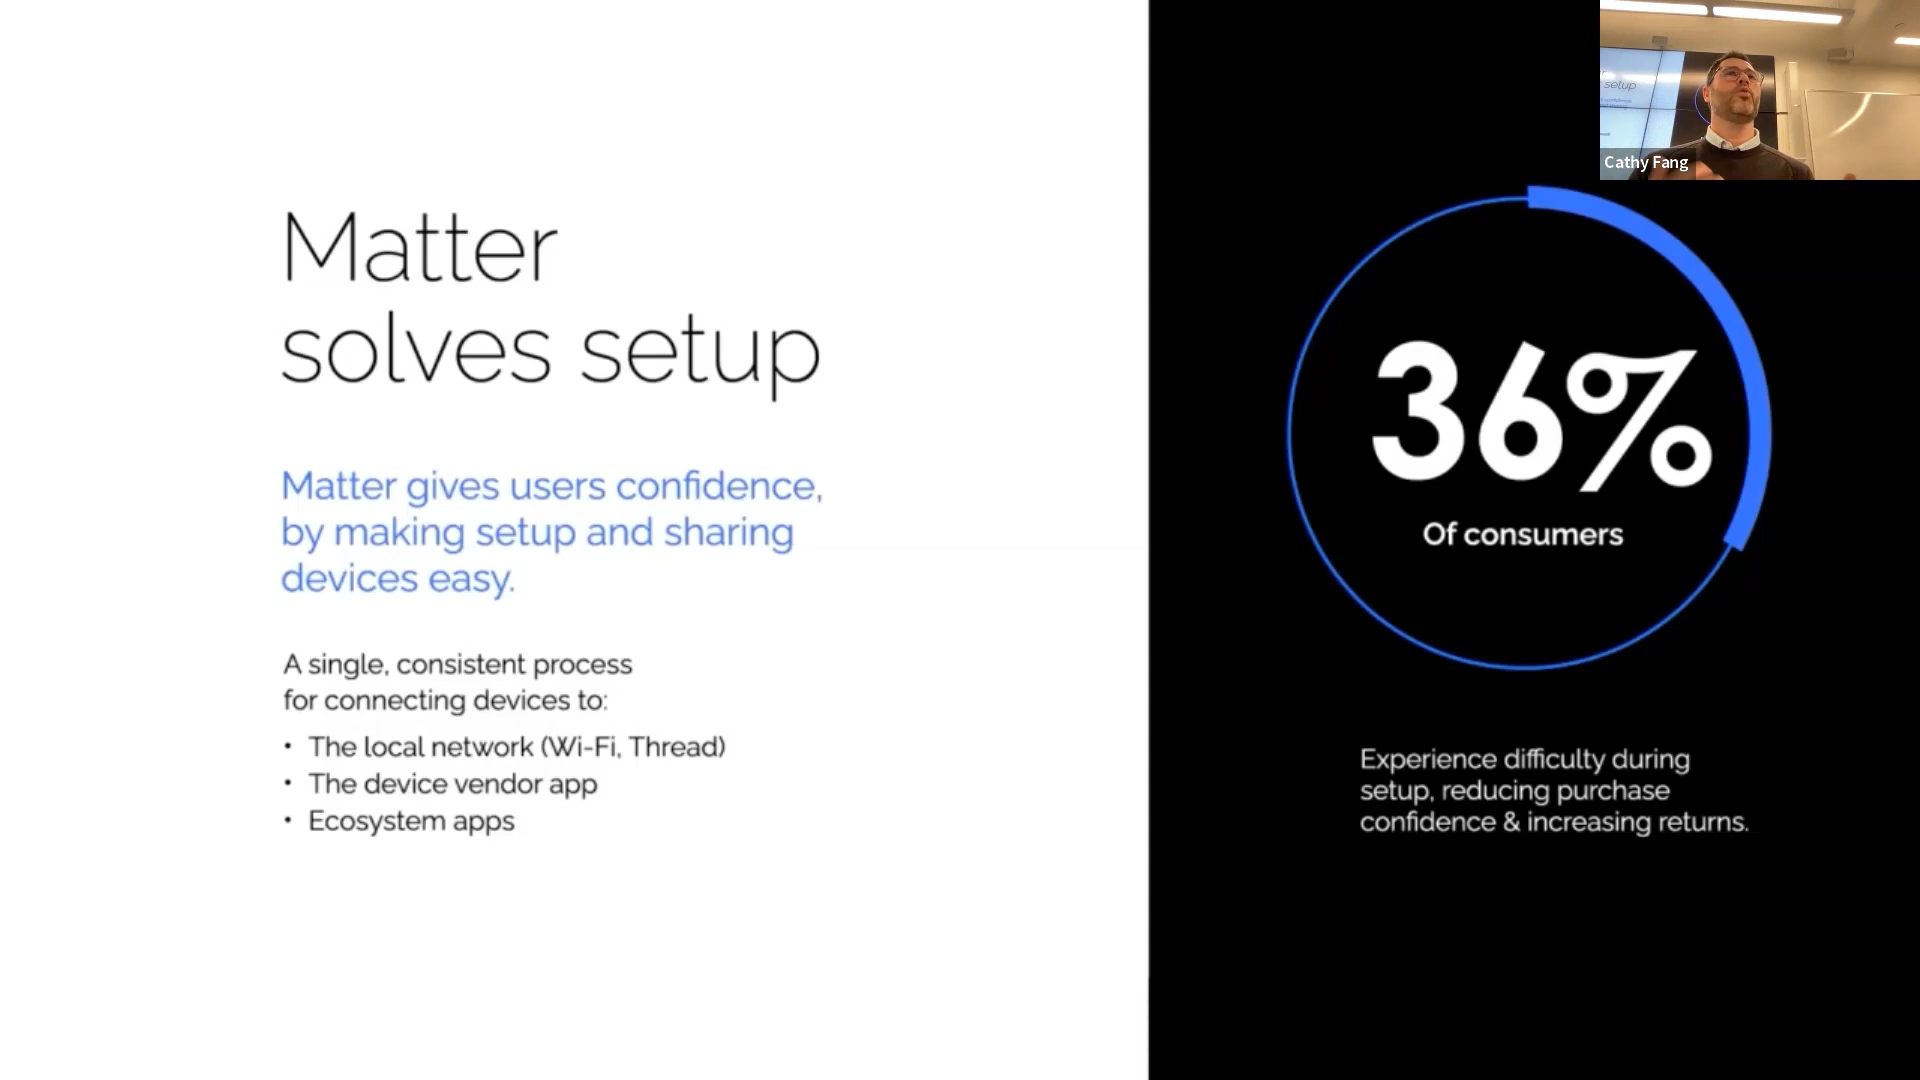 Matter
solves setup
Matter gives users confidence,
by making setup and sharing
devices easy.
A single, consistent process
for connecting devices to:
• The local network (Wi-Fi, Thread)
• The device vendor app
• Ecosystem apps
36%
Of consumers
Experience difficulty during
setup, reducing purchase
confidence & increasing returns.
setup
Cathy Fang